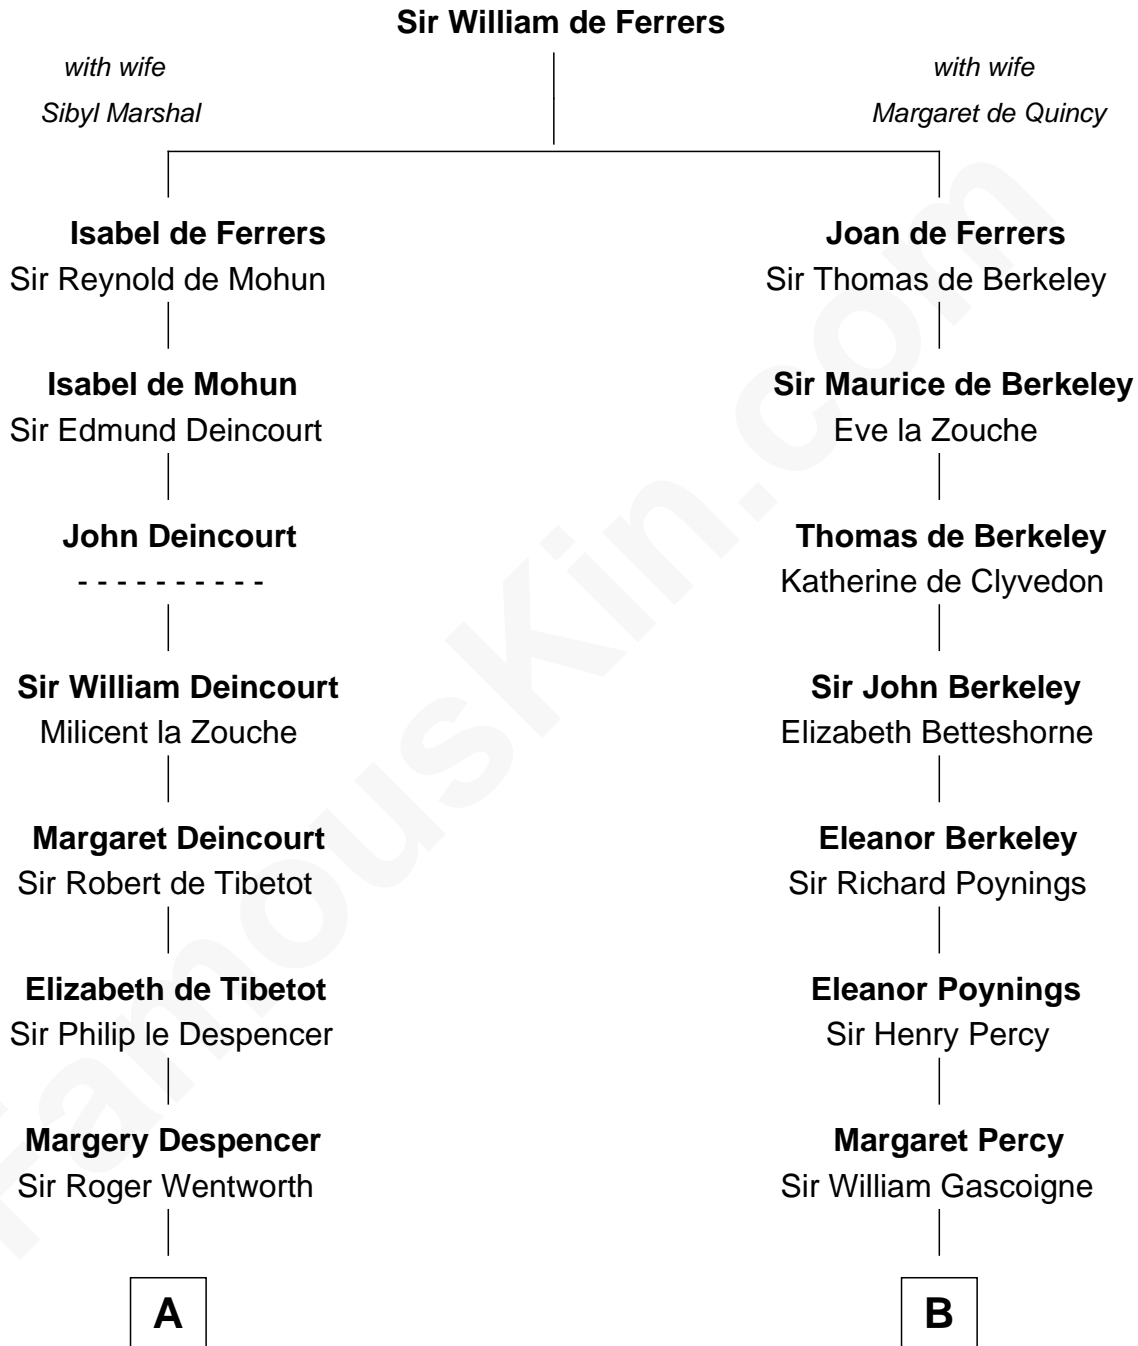 Sir William de Ferrers
with wife
Sibyl Marshal
with wife
Margaret de Quincy
Isabel de Ferrers
Sir Reynold de Mohun
Joan de Ferrers
Sir Thomas de Berkeley
Isabel de Mohun
Sir Edmund Deincourt
Sir Maurice de Berkeley
Eve la Zouche
John Deincourt
- - - - - - - - - -
Thomas de Berkeley
Katherine de Clyvedon
Sir William Deincourt
Milicent la Zouche
Sir John Berkeley
Elizabeth Betteshorne
Margaret Deincourt
Sir Robert de Tibetot
Eleanor Berkeley
Sir Richard Poynings
Elizabeth de Tibetot
Sir Philip le Despencer
Eleanor Poynings
Sir Henry Percy
Margery Despencer
Sir Roger Wentworth
Margaret Percy
Sir William Gascoigne
A
B
FamousKin.com